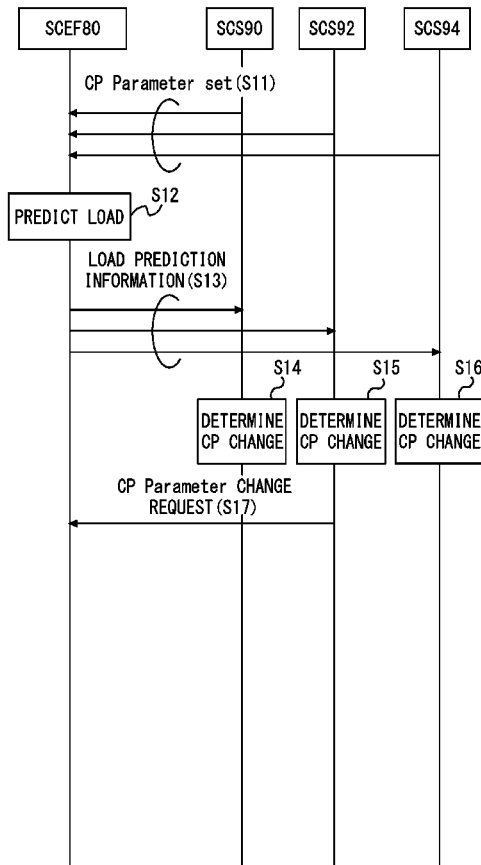 SCEF80
SCS90
SCS92
SCS94
CP Parameter set(S11)
S12
PREDICT LOAD
LOAD PREDICTION
INFORMATION(S13)
S14
S15
S16
DETERMINE
CP CHANGE
DETERMINE
CP CHANGE
DETERMINE
CP CHANGE
CP Parameter CHANGE
REQUEST(S17)